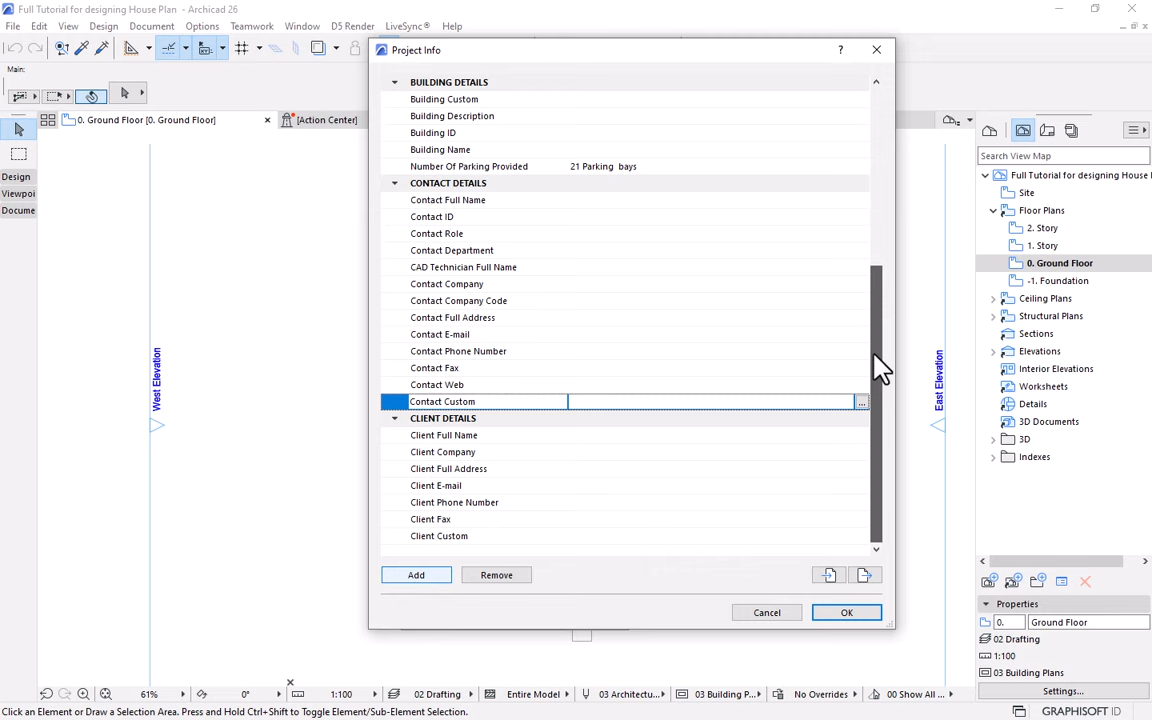 Full Tutorial for designing House Plan - Archicad 26
File Edit View Design Document Options Teamwork Window D5 Render LiveSync® Help
Main:
0. Ground Floor [0. Ground Floor]
[Action Center]
Project Info
?
BUILDING DETAILS
Building Custom
Building Description
Building ID
Building Name
Number Of Parking Provided 21 Parking bays
CONTACT DETAILS
Contact Full Name
Contact ID
Contact Role
Contact Department
CAD Technician Full Name
Contact Company
Contact Company Code
Contact Full Address
Contact E-mail
Contact Phone Number
Contact Fax
Contact Web
Contact Custom ...
CLIENT DETAILS
Client Full Name
Client Company
Client Full Address
Client E-mail
Client Phone Number
Client Fax
Client Custom
Add Remove
Cancel OK
Design
Viewpoi
Docume
West Elevation
East Elevation
Search View Map
Full Tutorial for designing House
Site
Floor Plans
2. Story
1. Story
0. Ground Floor
-1. Foundation
Ceiling Plans
Structural Plans
Sections
Elevations
Interior Elevations
Worksheets
Details
3D Documents
3D
Indexes
Properties
0. Ground Floor
02 Drafting
1:100
03 Building Plans
Settings...
61% 0° 1:100 02 Drafting Entire Model 03 Architectu... 03 Building P... No Overrides 00 Show All ...
Click an Element or Draw a Selection Area. Press and Hold Ctrl+Shift to Toggle Element/Sub-Element Selection.
GRAPHISOFT ID